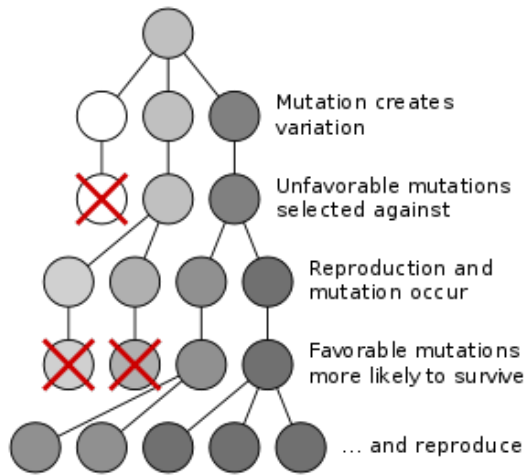 Mutation creates
variation
Unfavorable mutations
selected against
Reproduction and
mutation occur
Favorable mutations
more likely to survive
... and reproduce